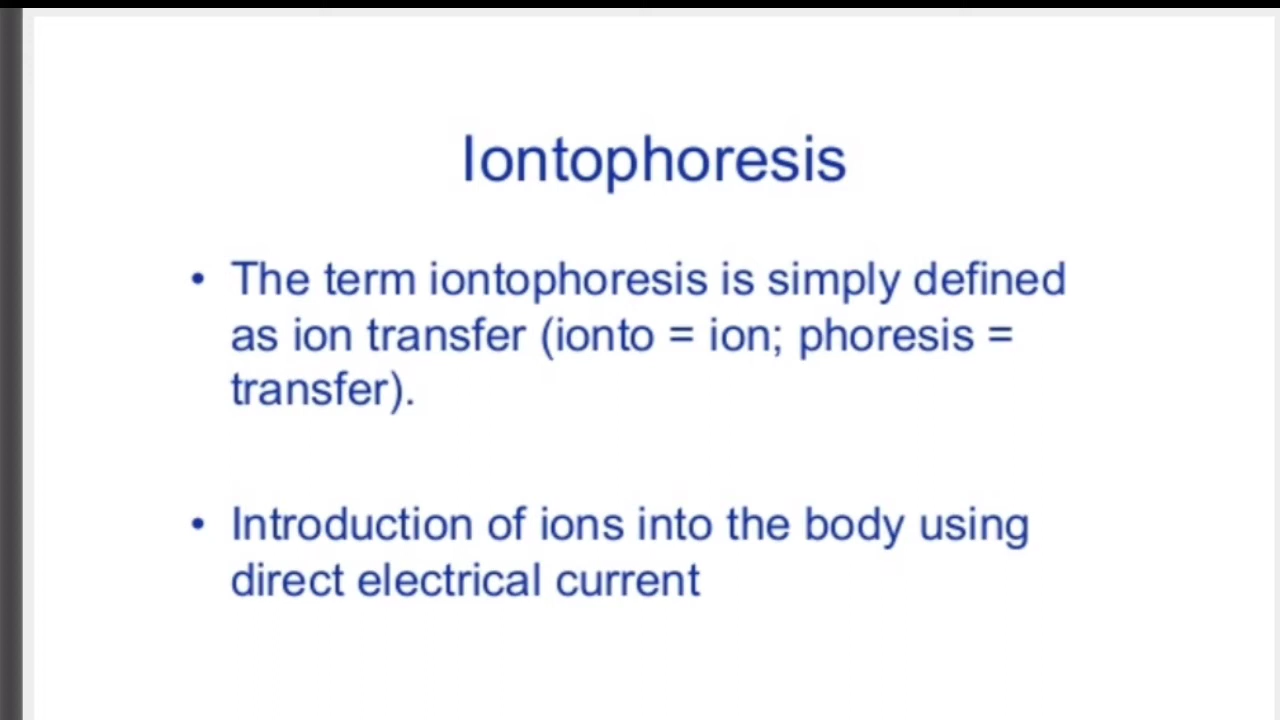 Iontophoresis
• The term iontophoresis is simply defined
as ion transfer (ionto = ion; phoresis =
transfer).
• Introduction of ions into the body using
direct electrical current